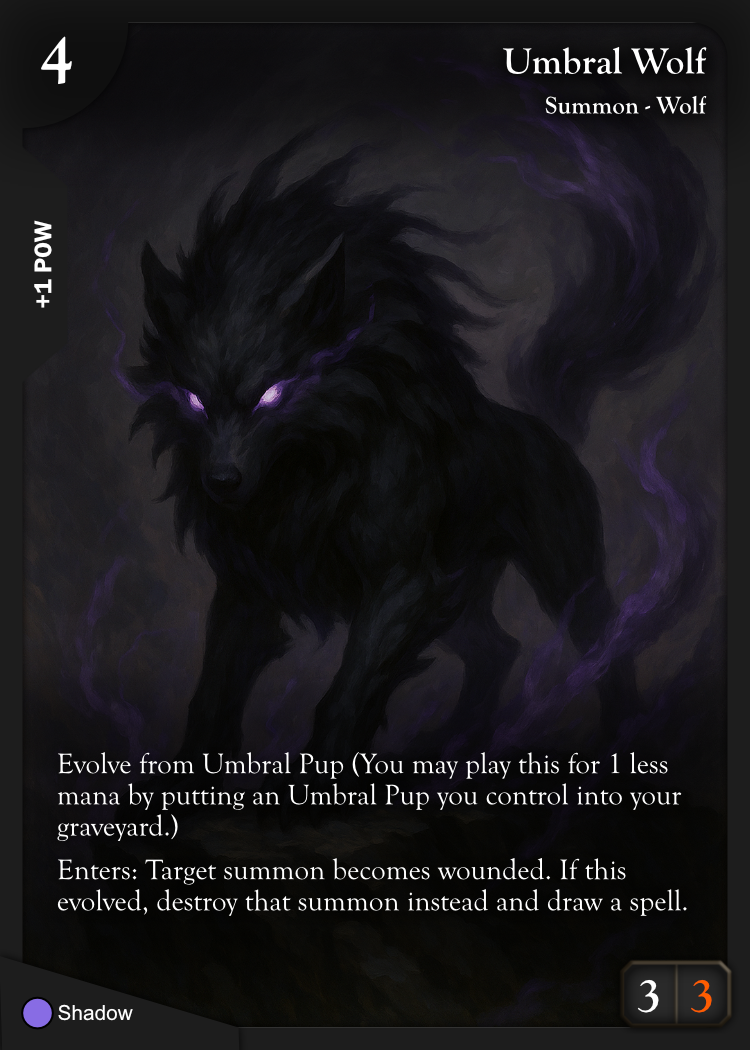 4
Umbral Wolf
Summon - Wolf
+1 POW
Evolve from Umbral Pup (You may play this for 1 less
mana by putting an Umbral Pup you control into your
graveyard.)
Enters: Target summon becomes wounded. If this
evolved, destroy that summon instead and draw a spell.
Shadow
3 3